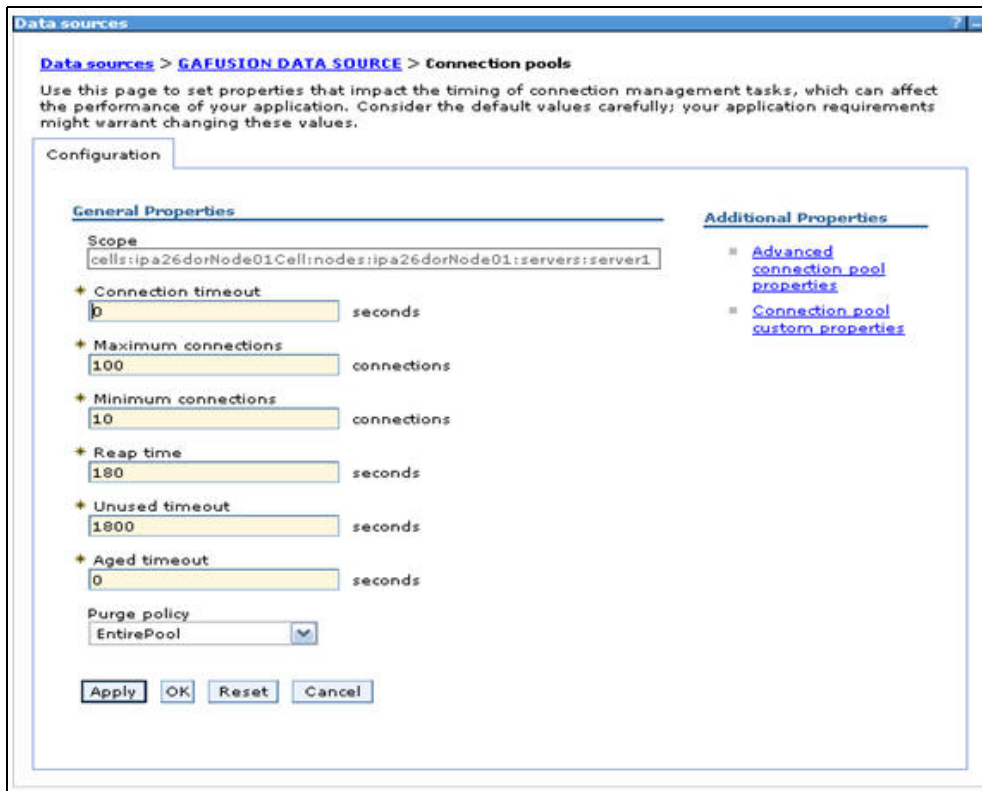 Data sources
?
Data sources > GAFUSION DATA SOURCE > Connection pools
Use this page to set properties that impact the timing of connection management tasks, which can affect
the performance of your application. Consider the default values carefully; your application requirements
might warrant changing these values.
Configuration
General Properties
Scope
cells:ipa26dorNode01Cell:nodes:ipa26dorNode01:servers:server1
Connection timeout
0 seconds
Maximum connections
100 connections
Minimum connections
10 connections
Reap time
180 seconds
Unused timeout
1800 seconds
Aged timeout
0 seconds
Purge policy
EntirePool
Apply OK Reset Cancel
Additional Properties
Advanced
connection pool
properties
Connection pool
custom properties